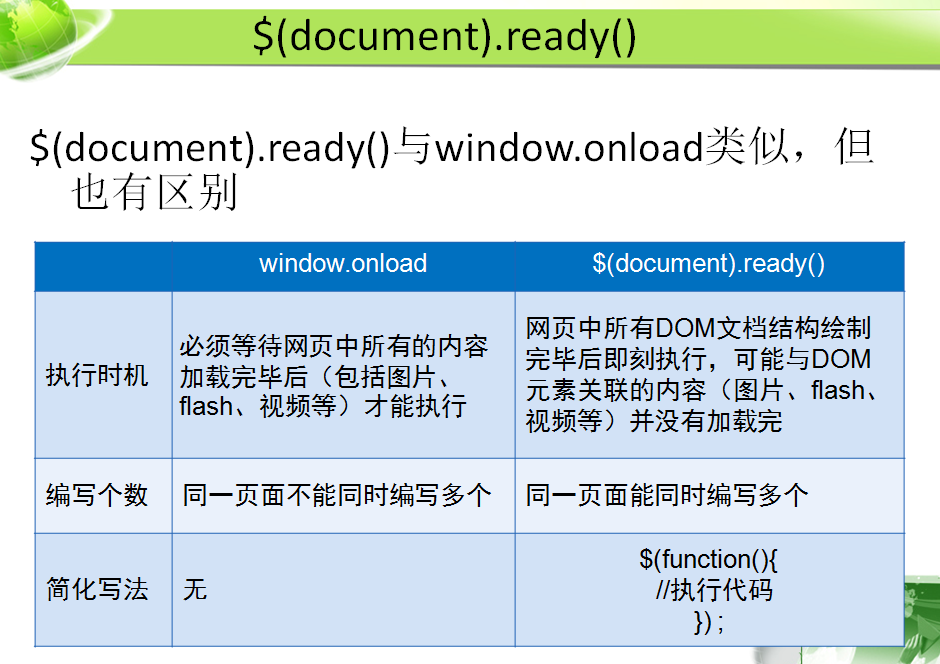 $(document).ready()
$(document).ready()与window.onload类似，但
也有区别
window.onload
$(document).ready()
执行时机
必须等待网页中所有的内容
加载完毕后（包括图片、
flash、视频等）才能执行
网页中所有DOM文档结构绘制
完毕后即刻执行，可能与DOM
元素关联的内容（图片、flash、
视频等）并没有加载完
编写个数
同一页面不能同时编写多个
同一页面能同时编写多个
简化写法
无
$(function(){
//执行代码
}) ;